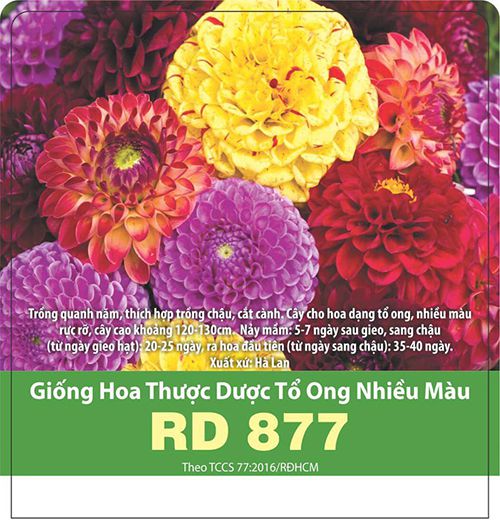 Trồng quanh năm, thích hợp trồng chậu, cắt cành. Cây cho hoa dạng tổ ong, nhiều màu
rực rỡ, cây cao khoảng 120-130cm. Nảy mầm: 5-7 ngày sau gieo, sang chậu
(từ ngày gieo hạt): 20-25 ngày, ra hoa đầu tiên (từ ngày sang chậu): 35-40 ngày.
Xuất xứ: Hà Lan
Giống Hoa Thược Dược Tổ Ong Nhiều Màu
RD 877
Theo TCCS 77:2016/RĐHCM